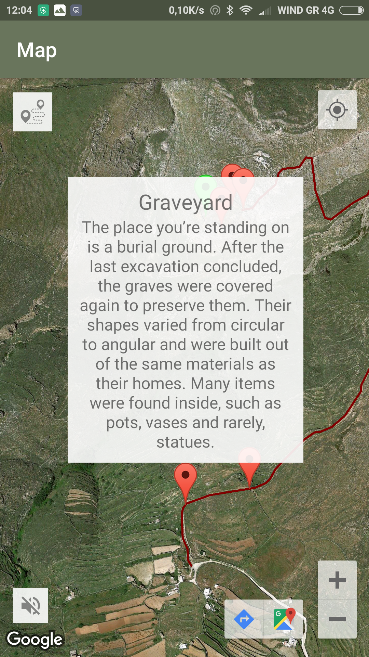 12:04 0,10K/s WIND GR 4G
Map
Graveyard
The place you're standing on
is a burial ground. After the
last excavation concluded,
the graves were covered
again to preserve them. Their
shapes varied from circular
to angular and were built out
of the same materials as
their homes. Many items
were found inside, such as
pots, vases and rarely,
statues.
Google